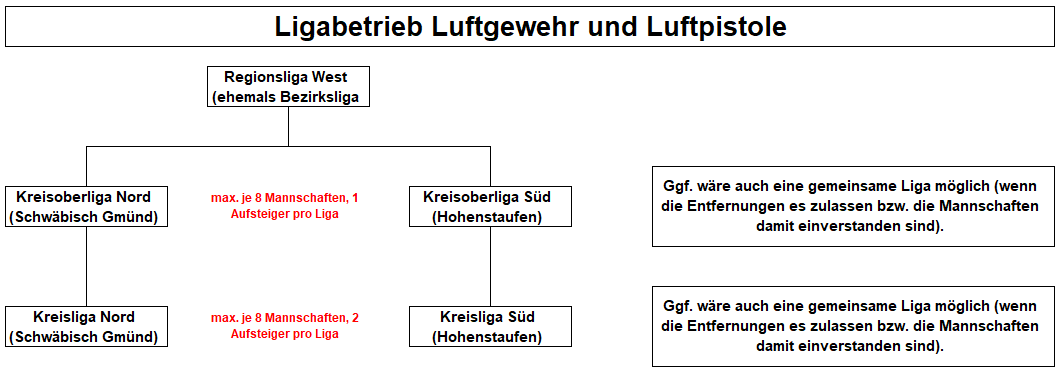 Ligabetrieb Luftgewehr und Luftpistole
Regionsliga West
(ehemals Bezirksliga
Kreisoberliga Nord
(Schwäbisch Gmünd)
max. je 8 Mannschaften, 1
Aufsteiger pro Liga
Kreisoberliga Süd
(Hohenstaufen)
Ggf. wäre auch eine gemeinsame Liga möglich (wenn
die Entfernungen es zulassen bzw. die Mannschaften
damit einverstanden sind).
Kreisliga Nord
(Schwäbisch Gmünd)
max. je 8 Mannschaften, 2
Aufsteiger pro Liga
Kreisliga Süd
(Hohenstaufen)
Ggf. wäre auch eine gemeinsame Liga möglich (wenn
die Entfernungen es zulassen bzw. die Mannschaften
damit einverstanden sind).